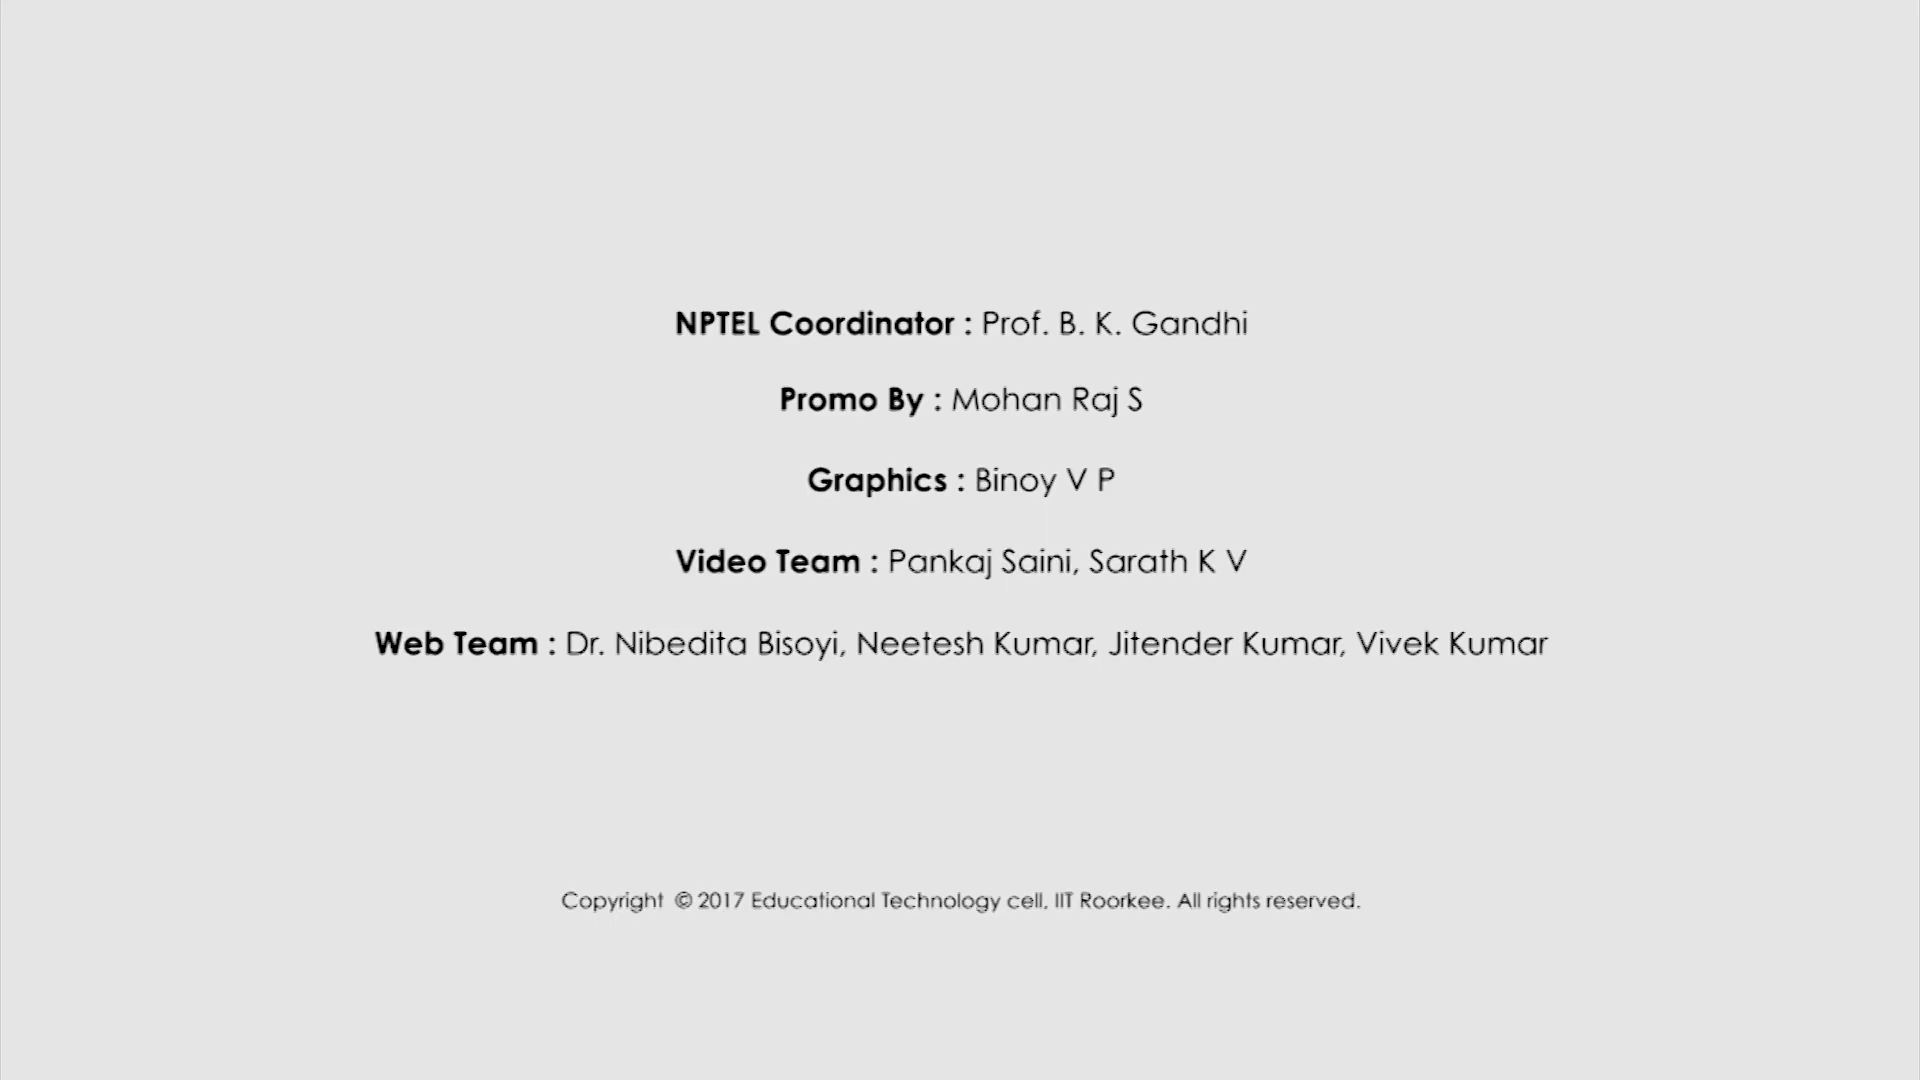 NPTEL Coordinator : Prof. B. K. Gandhi
Promo By : Mohan Raj S
Graphics : Binoy V P
Video Team : Pankaj Saini, Sarath K V
Web Team : Dr. Nibedita Bisoyi, Neetesh Kumar, Jitender Kumar, Vivek Kumar
Copyright © 2017 Educational Technology cell, IIT Roorkee. All rights reserved.